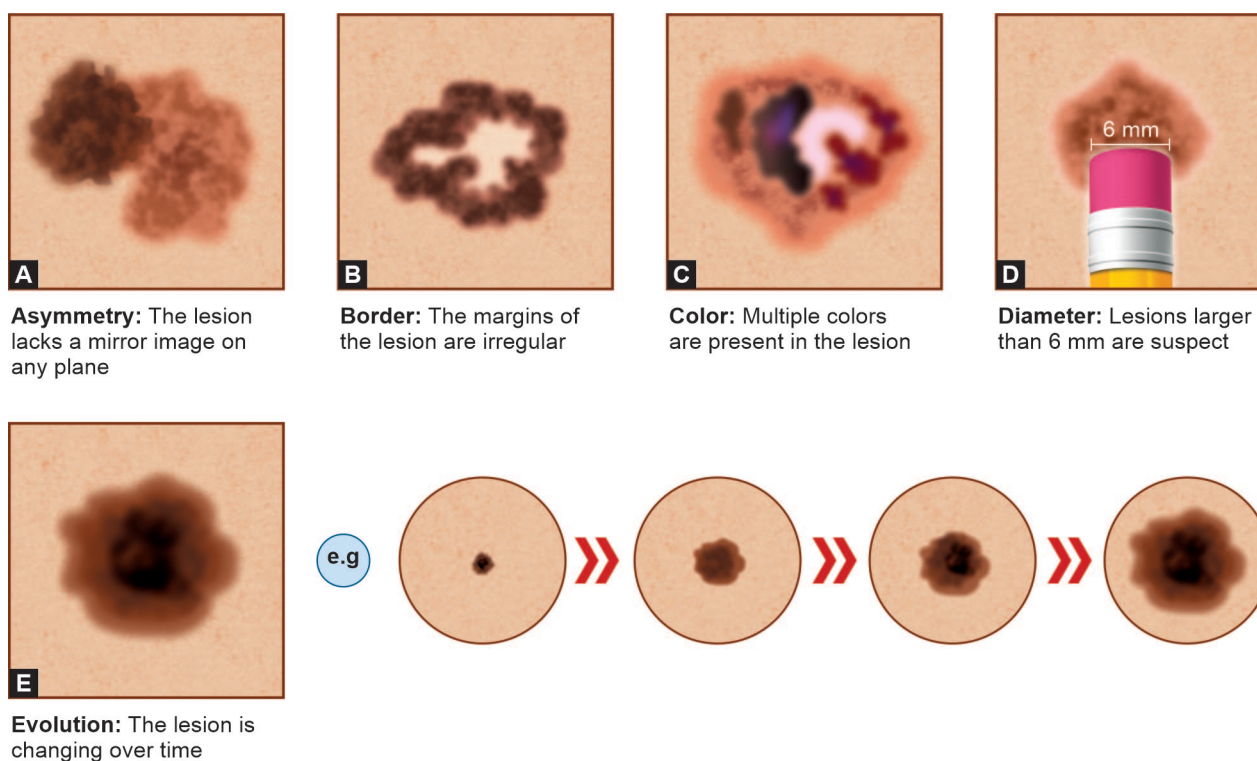 A
Asymmetry: The lesion
lacks a mirror image on
any plane
B
Border: The margins of
the lesion are irregular
C
Color: Multiple colors
are present in the lesion
6 mm
D
Diameter: Lesions larger
than 6 mm are suspect
E
Evolution: The lesion is
changing over time
e.g